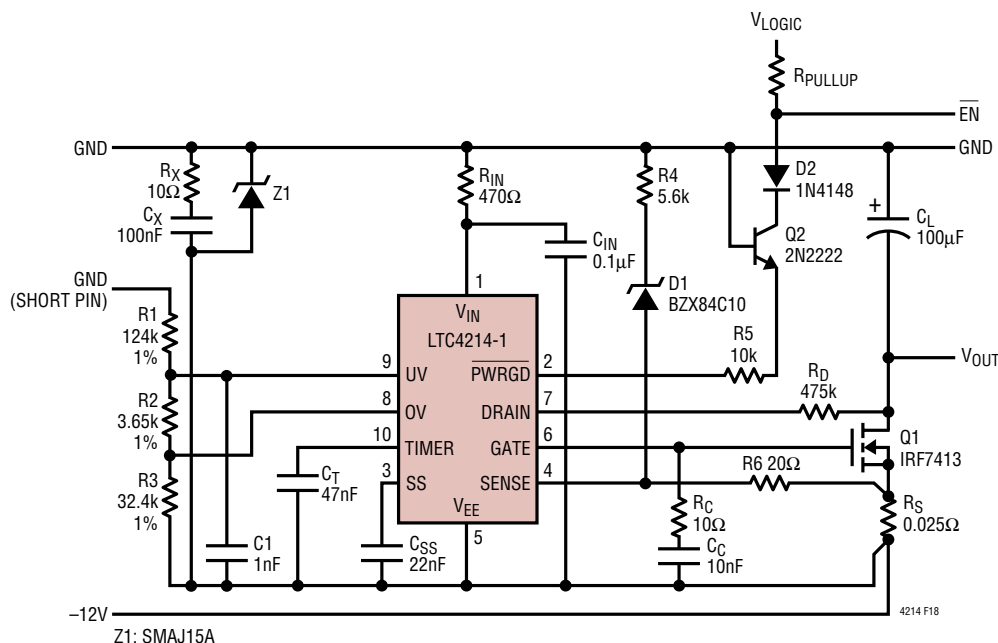 VLOGIC
RPULLUP
EN
GND
GND
RX
10Ω
Z1
RIN
470Ω
R4
5.6k
D2
1N4148
CX
100nF
CIN
0.1µF
Q2
2N2222
+
CL
100µF
GND
(SHORT PIN)
1
D1
BZX84C10
R1
124k
1%
VIN
LTC4214-1
R5
10k
VOUT
9
UV
PWRGD
2
RD
475k
R2
3.65k
1%
8
OV
DRAIN
7
10
TIMER
GATE
6
Q1
IRF7413
R3
32.4k
1%
CT
47nF
3
SS
SENSE
4
R6 20Ω
VEE
5
RC
10Ω
RS
0.025Ω
C1
1nF
CSS
22nF
CC
10nF
–12V
4214 F18
Z1: SMAJ15A